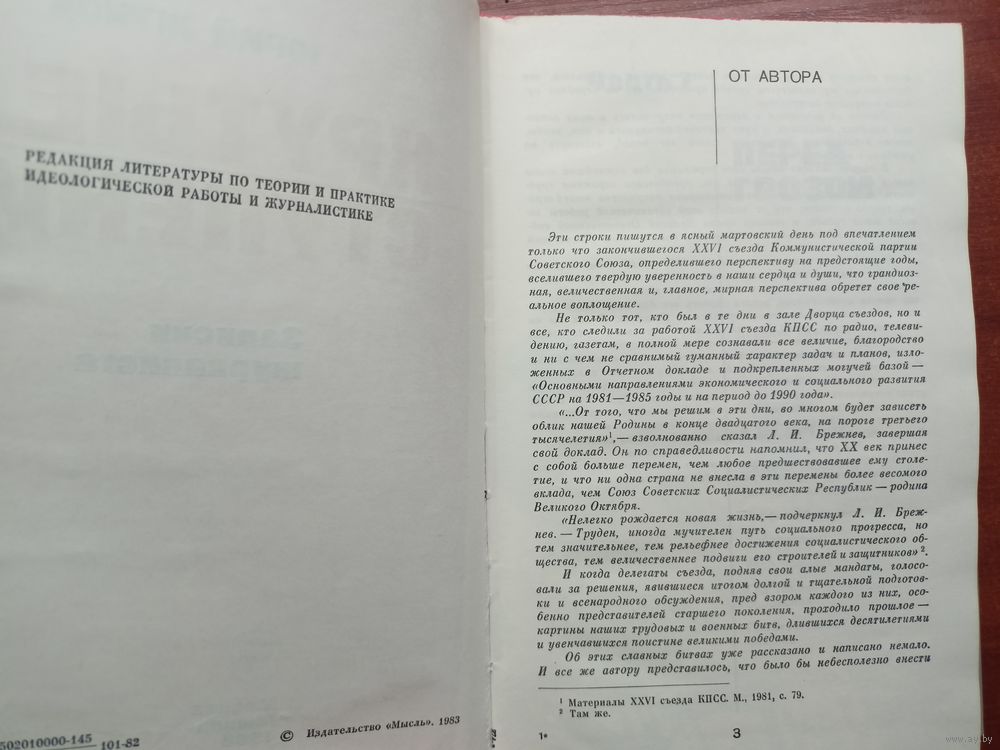 РЕДАКЦИЯ ЛИТЕРАТУРЫ ПО ТЕОРИИ И ПРАКТИКЕ
ИДЕОЛОГИЧЕСКОЙ РАБОТЫ И ЖУРНАЛИСТИКЕ
502010000-145
101-82
© Издательство «Мысль». 1983
ОТ АВТОРА
Эти строки пишутся в ясный мартовский день под впечатлением
только что закончившегося XXVI съезда Коммунистической партии
Советского Союза, определившего перспективу на предстоящие годы,
вселившего твердую уверенность в наши сердца и души, что грандиоз-
ная, величественная и, главное, мирная перспектива обретет свое ре-
альное воплощение.
Не только тот, кто был в те дни в зале Дворца съездов, но и
все, кто следили за работой XXVI съезда КПСС по радио, телеви-
дению, газетам, в полной мере сознавали все величие, благородство
и ни с чем не сравнимый гуманный характер задач и планов, изло-
женных в Отчетном докладе и подкрепленных могучей базой —
«Основными направлениями экономического и социального развития
СССР на 1981—1985 годы и на период до 1990 года».
«...От того, что мы решим в эти дни, во многом будет зависеть
облик нашей Родины в конце двадцатого века, на пороге третьего
тысячелетия»¹,— взволнованно сказал Л. И. Брежнев, завершая
свой доклад. Он по справедливости напомнил, что XX век принес
с собой больше перемен, чем любое предшествовавшее ему столе-
тие, и что ни одна страна не внесла в эти перемены более весомого
вклада, чем Союз Советских Социалистических Республик — родина
Великого Октября.
«Нелегко рождается новая жизнь,— подчеркнул Л. И. Бреж-
нев. — Труден, иногда мучителен путь социального прогресса, но
тем значительнее, тем рельефнее достижения социалистического об-
щества, тем величественнее подвиги его строителей и защитников»².
И когда делегаты съезда, подняв свои алые мандаты, голосо-
вали за решения, явившиеся итогом долгой и тщательной подготов-
ки и всенародного обсуждения, пред взором каждого из них, осо-
бенно представителей старшего поколения, проходило прошлое —
картины наших трудовых и военных битв, длившихся десятилетиями
и увенчавшихся поистине великими победами.
Об этих славных битвах уже рассказано и написано немало.
И все же автору представилось, что было бы небесполезно внести
¹ Материалы XXVI съезда КПСС. М., 1981, с. 79.
² Там же.
1*
3
www.ay.by